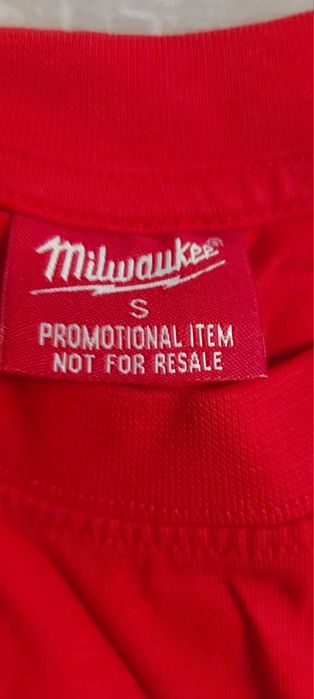 Milwaukee®
S
PROMOTIONAL ITEM
NOT FOR RESALE